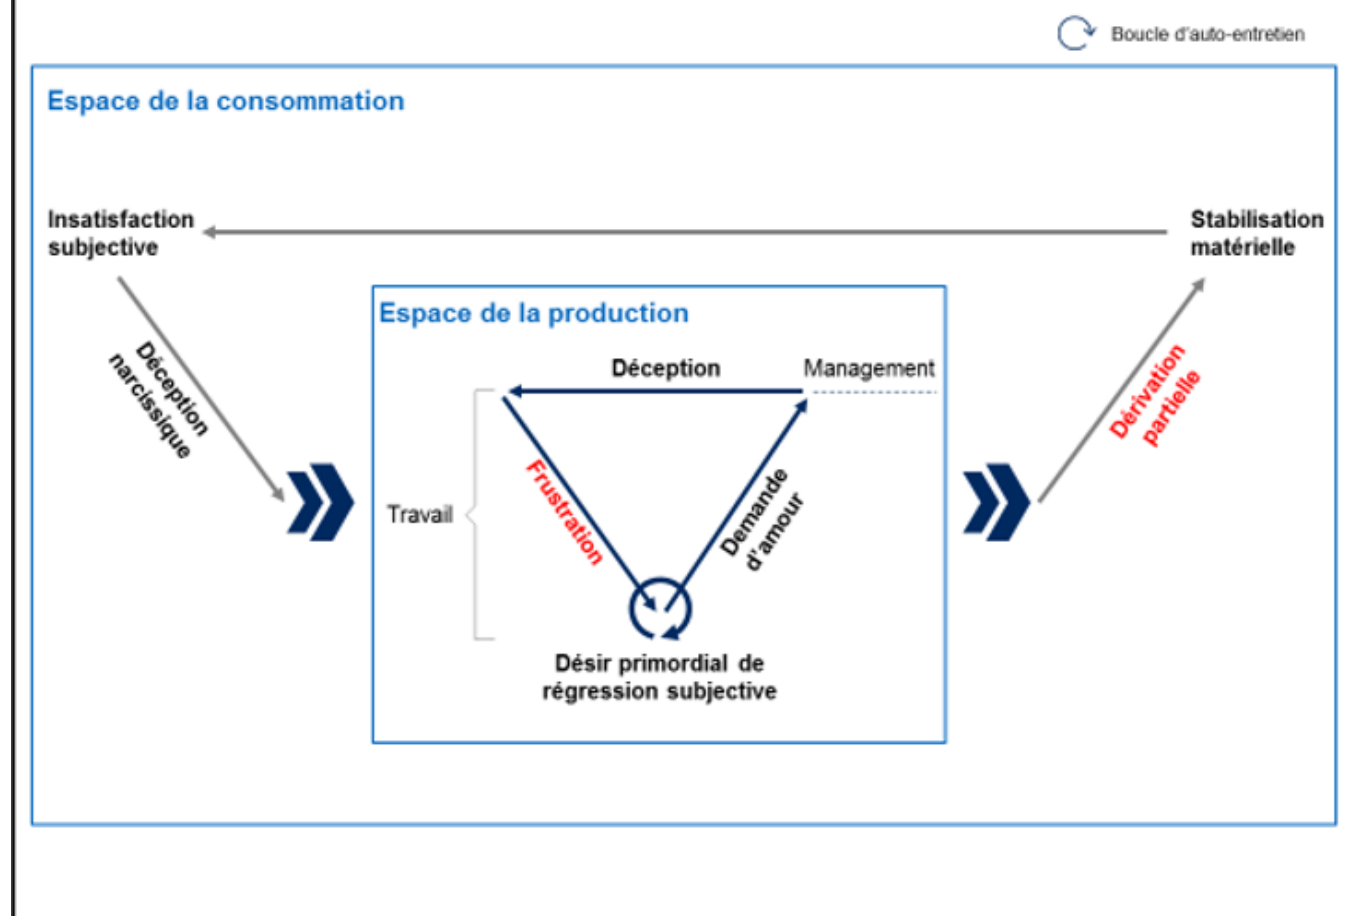 Boucle d'auto-entretien
Espace de la consommation
Insatisfaction
subjective
Stabilisation
matérielle
Déception
narcissique
Espace de la production
Déception
Management
Travail
Frustration
Demande
d'amour
Désir primordial de
régression subjective
Dérivation
partielle